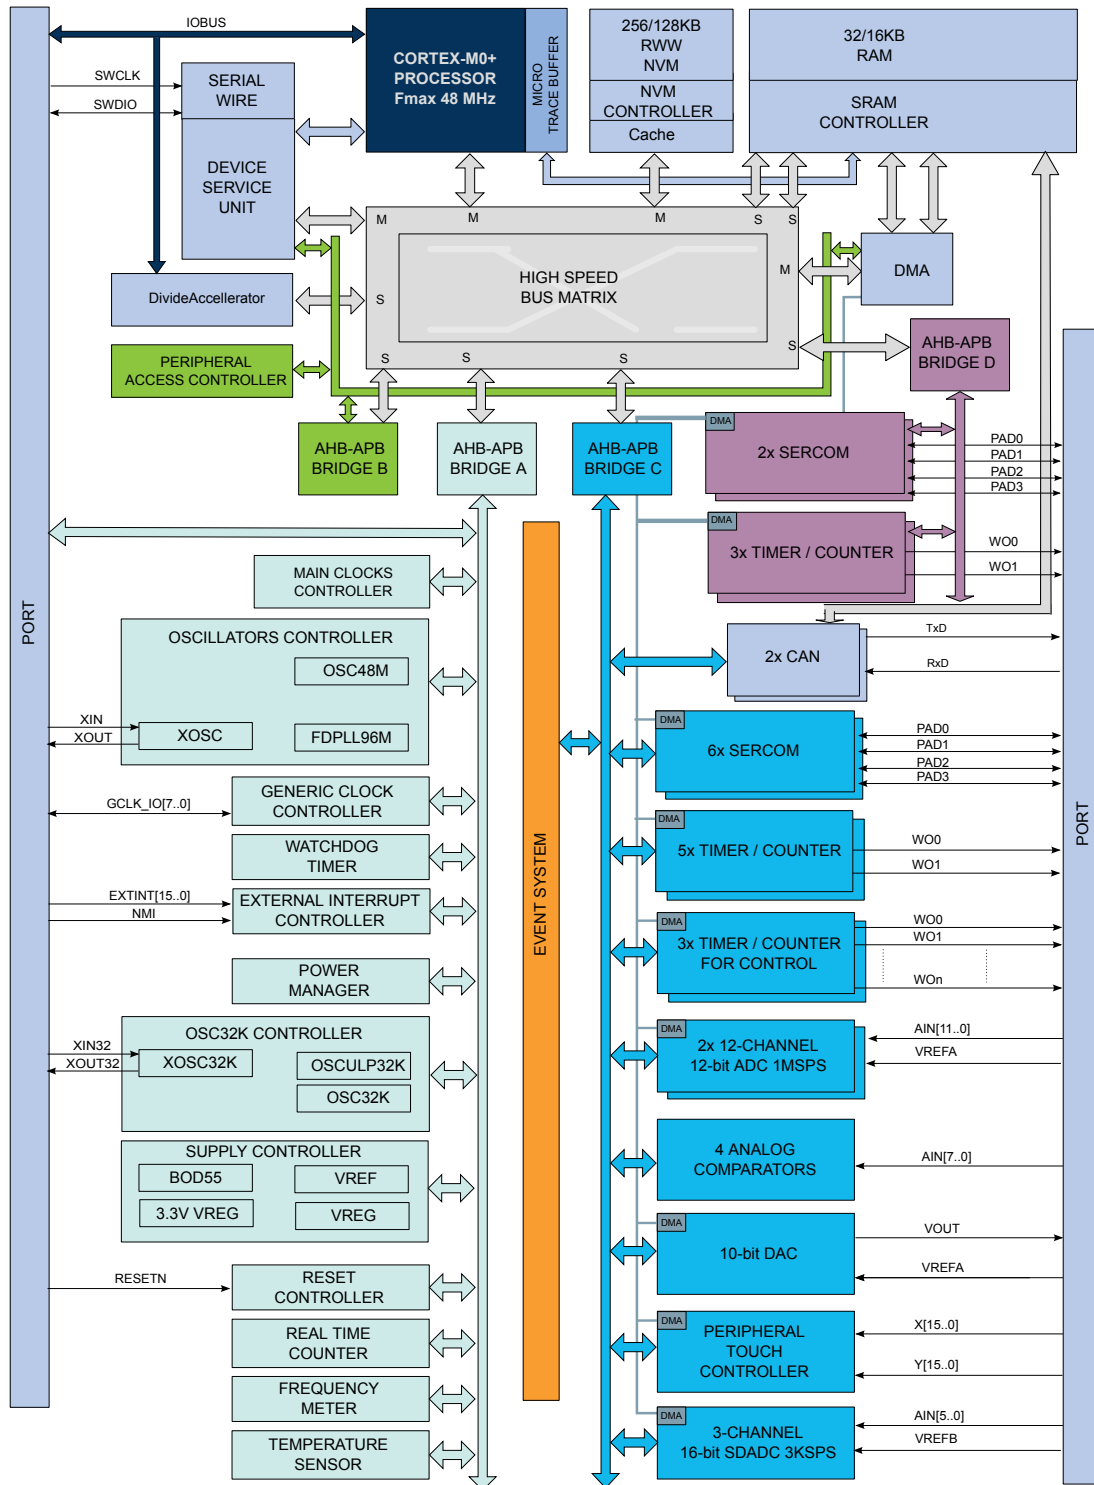 IOBUS
SWCLK
SWDIO
SERIAL
WIRE
DEVICE
SERVICE
UNIT
CORTEX-M0+
PROCESSOR
Fmax 48 MHz
MICRO
TRACE BUFFER
256/128KB
RWW
NVM
NVM
CONTROLLER
Cache
32/16KB
RAM
SRAM
CONTROLLER
M
M
M
S
S
HIGH SPEED
BUS MATRIX
M
S
S
S
S
S
DMA
DivideAccellerator
PERIPHERAL
ACCESS CONTROLLER
AHB-APB
BRIDGE B
AHB-APB
BRIDGE A
AHB-APB
BRIDGE C
AHB-APB
BRIDGE D
PORT
MAIN CLOCKS
CONTROLLER
OSCILLATORS CONTROLLER
OSC48M
XIN
XOUT
XOSC
FDPLL96M
GCLK_IO[7..0]
GENERIC CLOCK
CONTROLLER
WATCHDOG
TIMER
EXTINT[15..0]
NMI
EXTERNAL INTERRUPT
CONTROLLER
POWER
MANAGER
OSC32K CONTROLLER
XIN32
XOUT32
XOSC32K
OSCULP32K
OSC32K
SUPPLY CONTROLLER
BOD55
VREF
3.3V VREG
VREG
RESETN
RESET
CONTROLLER
REAL TIME
COUNTER
FREQUENCY
METER
TEMPERATURE
SENSOR
EVENT SYSTEM
DMA
2x SERCOM
PAD0
PAD1
PAD2
PAD3
DMA
3x TIMER / COUNTER
WO0
WO1
2x CAN
TxD
RxD
DMA
6x SERCOM
PAD0
PAD1
PAD2
PAD3
DMA
5x TIMER / COUNTER
WO0
WO1
DMA
3x TIMER / COUNTER
FOR CONTROL
WO0
WO1
WOn
DMA
2x 12-CHANNEL
12-bit ADC 1MSPS
AIN[11..0]
VREFA
4 ANALOG
COMPARATORS
AIN[7..0]
DMA
10-bit DAC
VOUT
VREFA
DMA
PERIPHERAL
TOUCH
CONTROLLER
X[15..0]
Y[15..0]
DMA
3-CHANNEL
16-bit SDADC 3KSPS
AIN[5..0]
VREFB
PORT